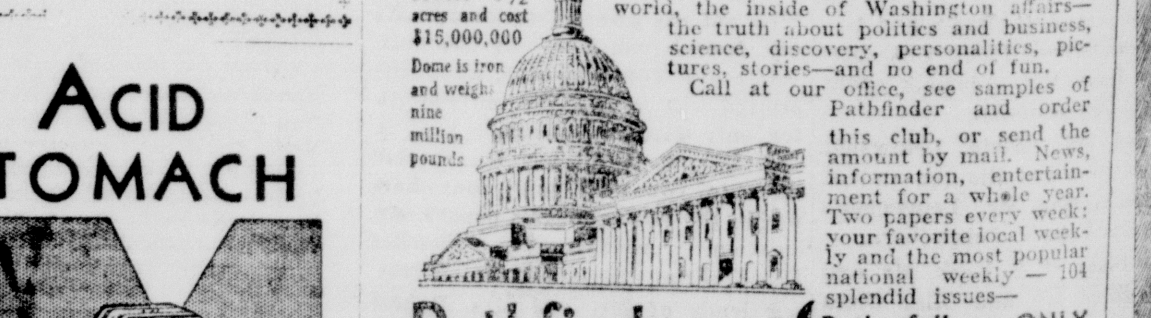 ACID
TOMACH
acres and cost
$15,000,000
Dome is iron
and weighs
nine
million
pounds
world, the inside of Washington affairs—
the truth about politics and business,
science, discovery, personalities, pic-
tures, stories—and no end of fun.
Call at our office, see samples of
Pathfinder and order
this club, or send the
amount by mail. News,
information, entertain-
ment for a whole year.
Two papers every week:
your favorite local week-
ly and the most popular
national weekly — 104
splendid issues—
ONLY